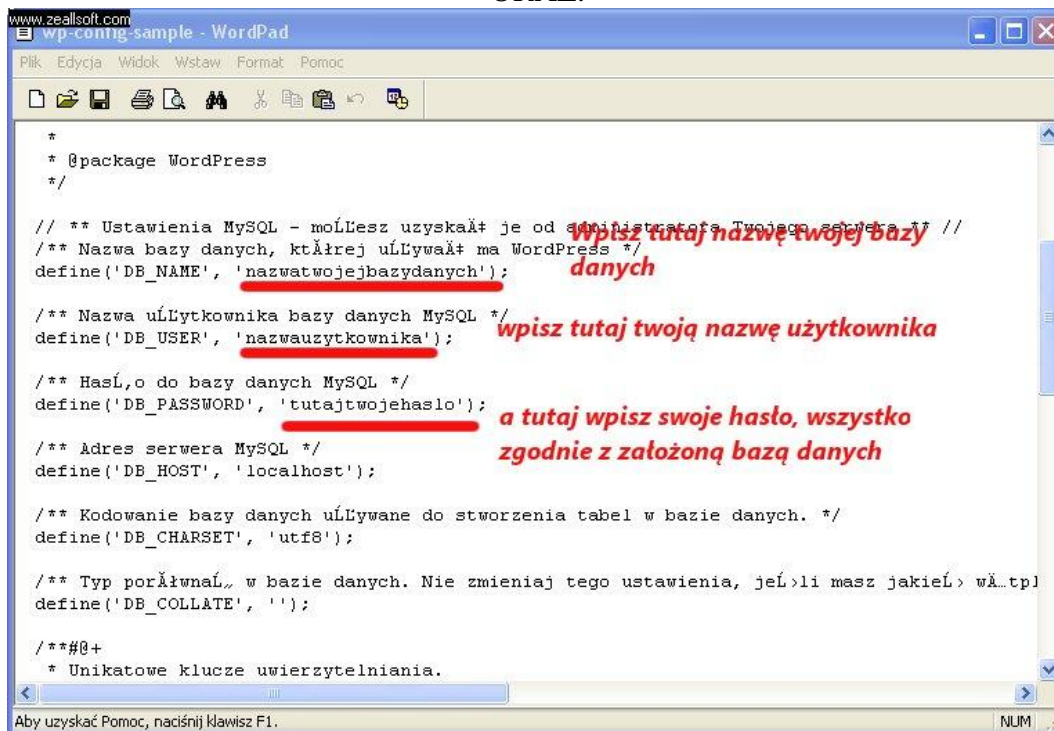 www.zeallsoft.com
wp-config-sample - WordPad
Plik Edycja Widok Wstaw Format Pomoc
*
* @package WordPress
*/
// ** Ustawienia MySQL - moĹĽesz uzyskaÄ‡ je od administratora Twojego serwera ** //
Wpisz tutaj nazwę twojej bazy
/** Nazwa bazy danych, ktĂłrej uĹĽywaÄ‡ ma WordPress */
define('DB_NAME', 'nazwatwojejbazydanych');
danych
/** Nazwa uĹĽytkownika bazy danych MySQL */
define('DB_USER', 'nazwauzytkownika');
wpisz tutaj twoją nazwę użytkownika
/** HasĹ‚o do bazy danych MySQL */
define('DB_PASSWORD', 'tutajtwojehaslo');
a tutaj wpisz swoje hasło, wszystko
zgodnie z założoną bazą danych
/** Adres serwera MySQL */
define('DB_HOST', 'localhost');
/** Kodowanie bazy danych uĹĽywane do stworzenia tabel w bazie danych. */
define('DB_CHARSET', 'utf8');
/** Typ porĂłwnaĹ„ w bazie danych. Nie zmieniaj tego ustawienia, jeĹ›li masz jakieĹ› wÄ…tpl
define('DB_COLLATE', '');
/**#@+
* Unikatowe klucze uwierzytelniania.
Aby uzyskać Pomoc, naciśnij klawisz F1.
NUM